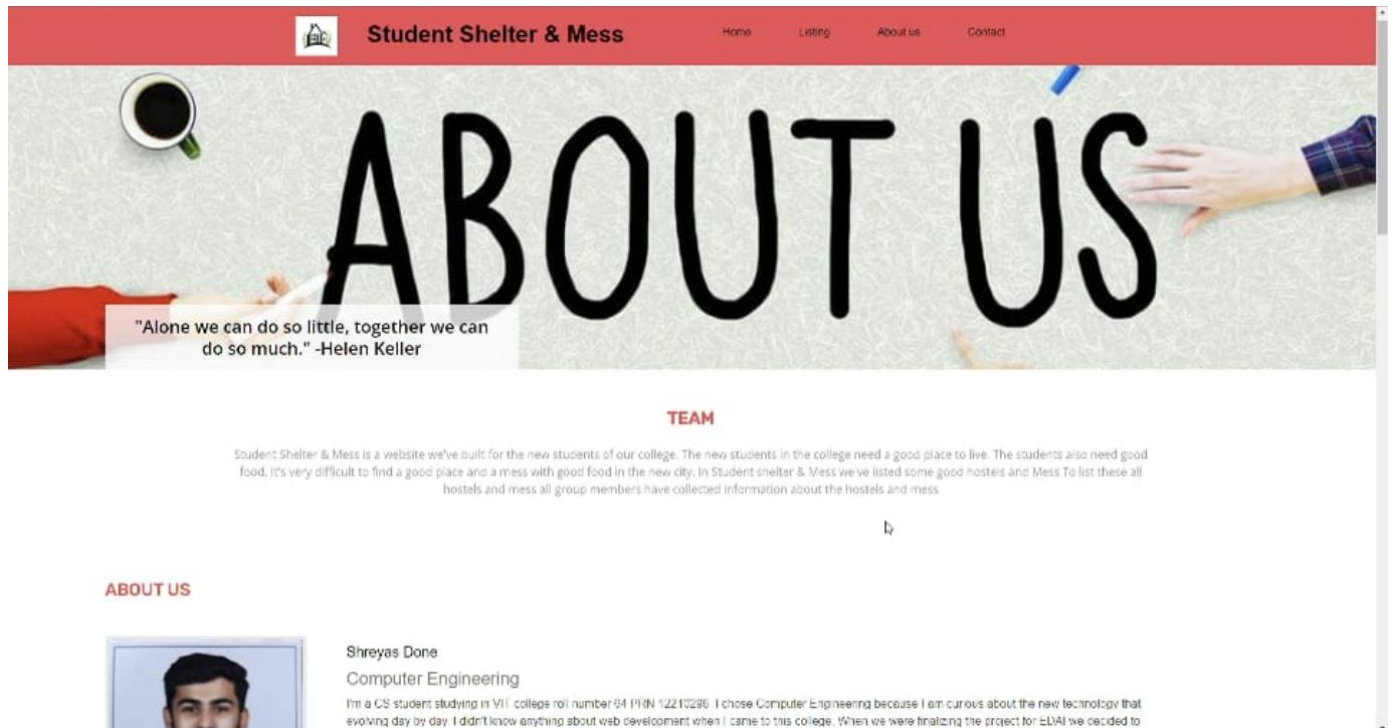 Student Shelter & Mess
Home Listing About us Contact
ABOUT US
"Alone we can do so little, together we can
do so much." -Helen Keller
TEAM
Student Shelter & Mess is a website we've built for the new students of our college. The new students in the college need a good place to live. The students also need good
food. It's very difficult to find a good place and a mess with good food in the new city. In Student shelter & Mess we've listed some good hostels and Mess To list these all
hostels and mess all group members have collected information about the hostels and mess
ABOUT US
Shreyas Done
Computer Engineering
I'm a CS student studying in VIT college roll number 64 PRN 12210296. I chose Computer Engineering because I am curious about the new technology that
evolving day by day. I didn't know anything about web development when I came to this college. When we were finalizing the project for EDAI we decided to